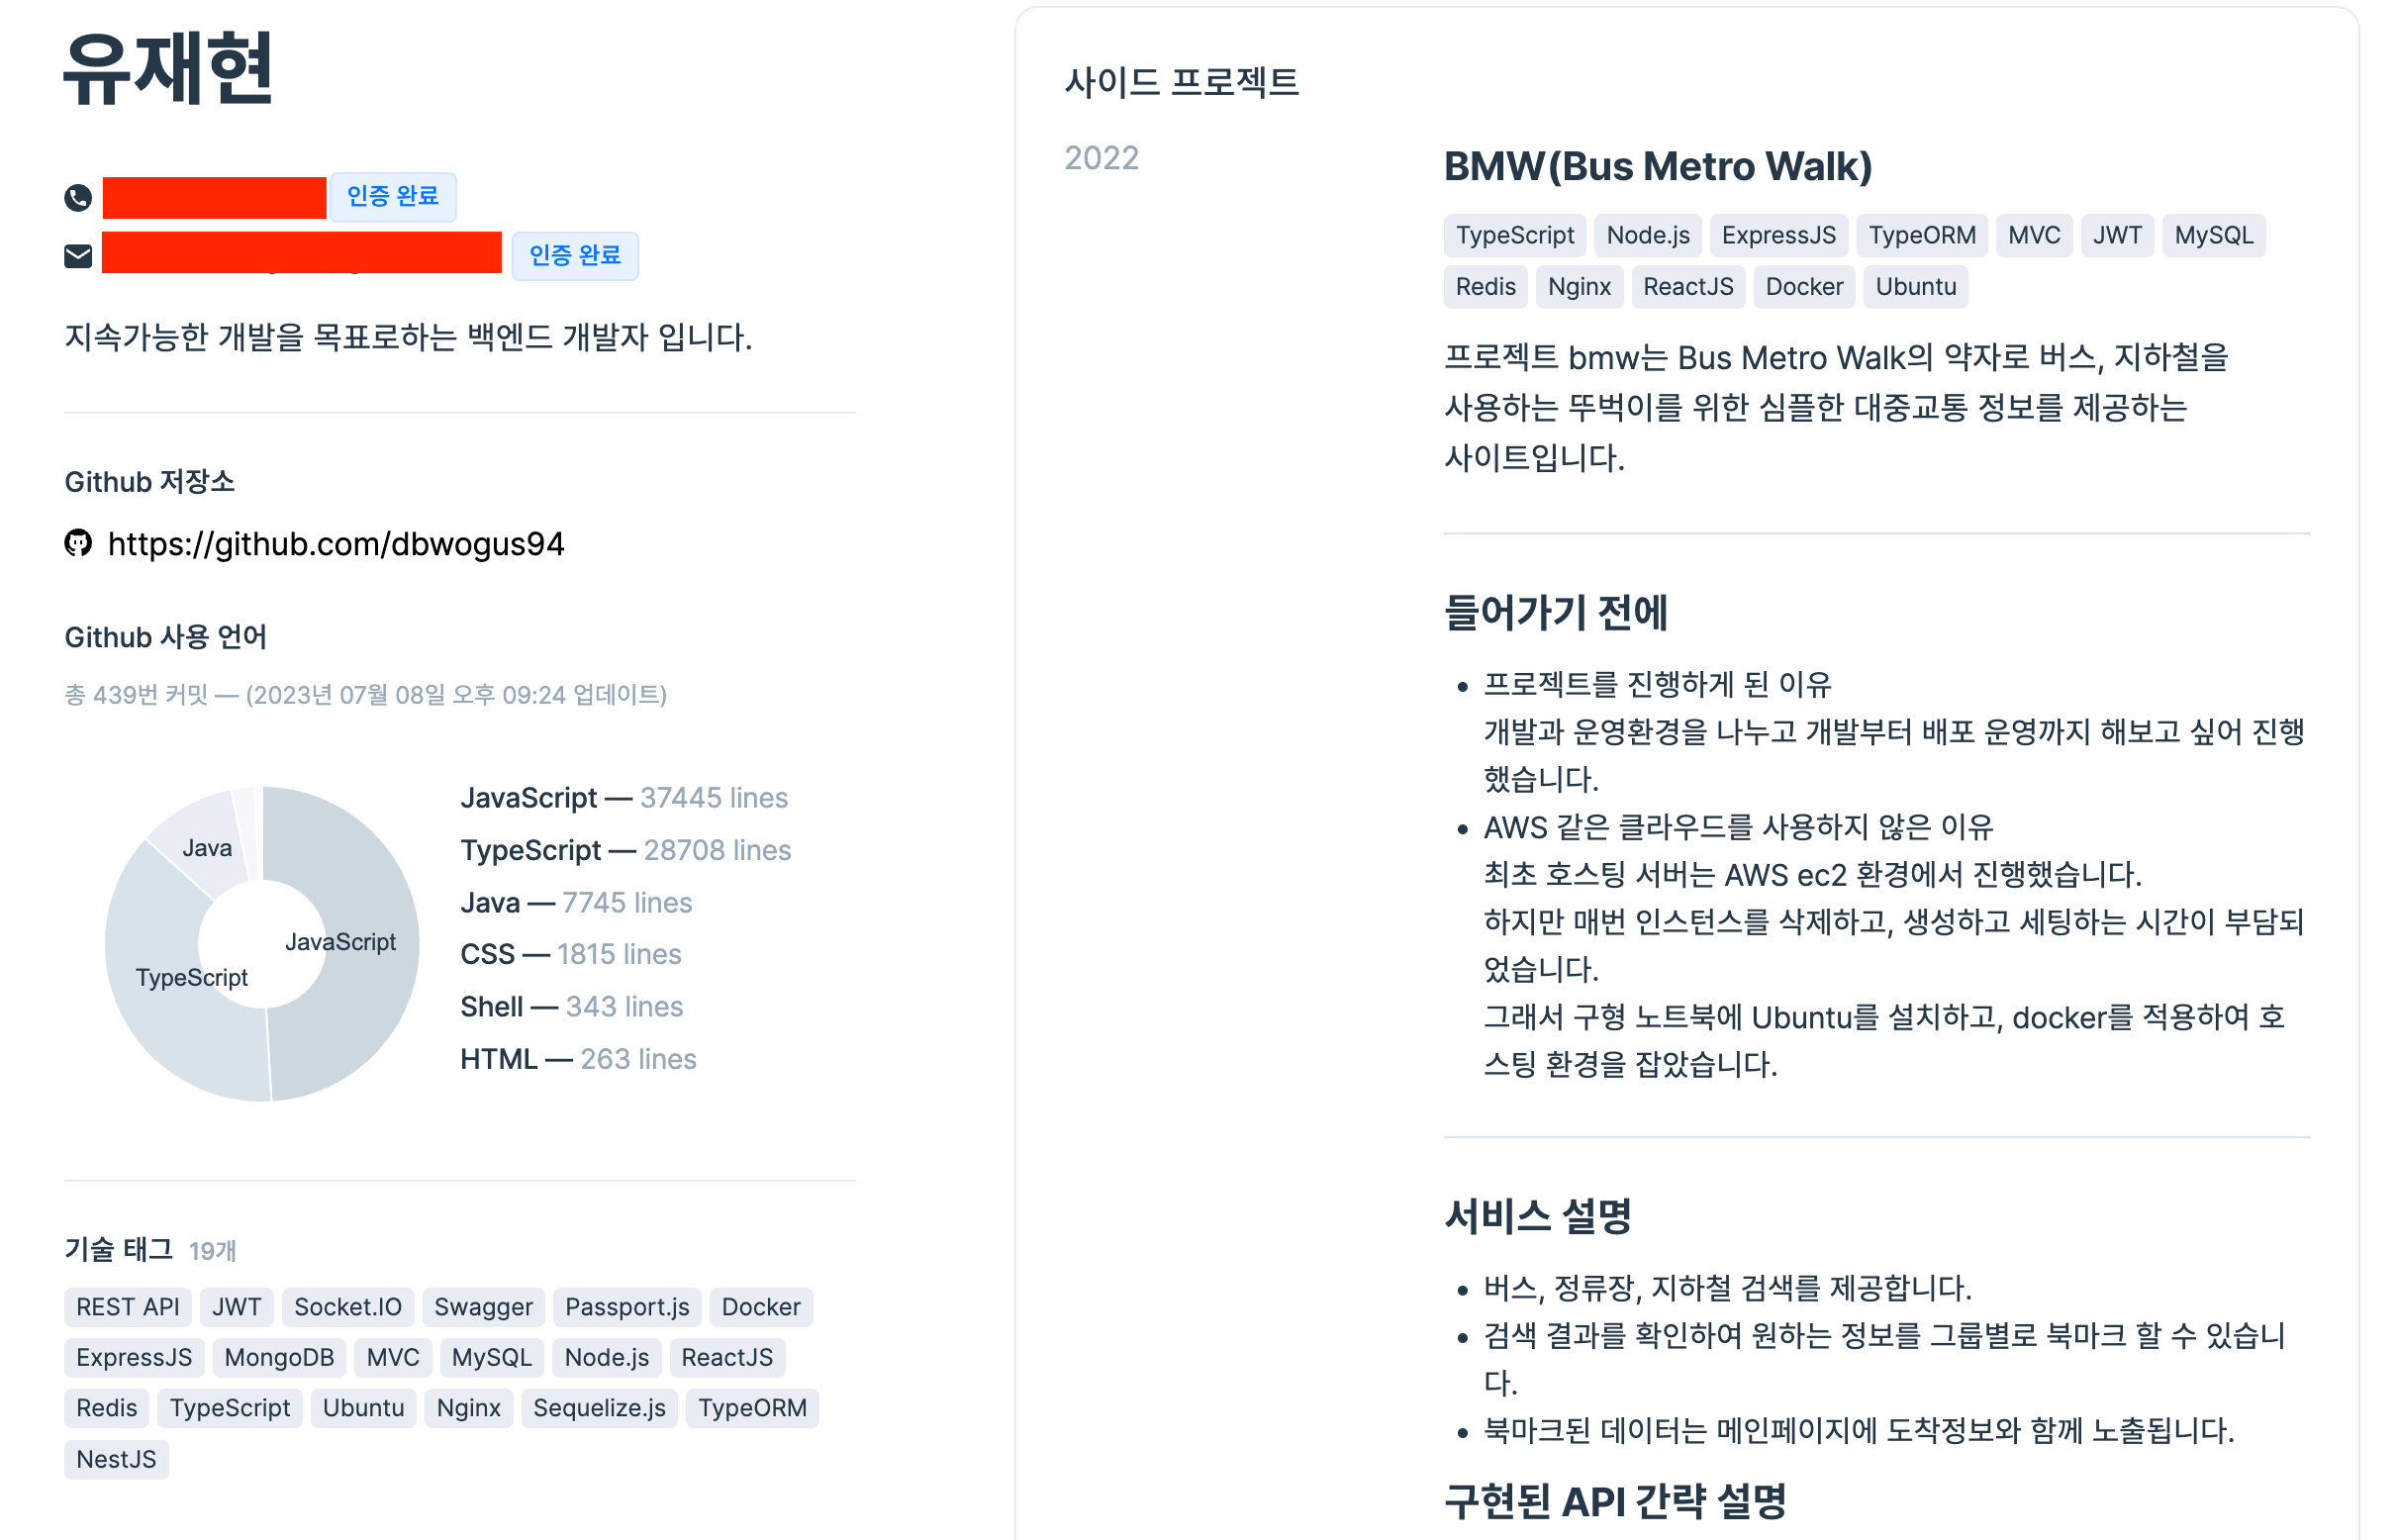 유재현
인증 완료
인증 완료
지속가능한 개발을 목표로하는 백엔드 개발자 입니다.
Github 저장소
https://github.com/dbwogus94
Github 사용 언어
총 439번 커밋 — (2023년 07월 08일 오후 09:24 업데이트)
Java
JavaScript
TypeScript
JavaScript — 37445 lines
TypeScript — 28708 lines
Java — 7745 lines
CSS — 1815 lines
Shell — 343 lines
HTML — 263 lines
기술 태그 19개
REST API JWT Socket.IO Swagger Passport.js Docker
ExpressJS MongoDB MVC MySQL Node.js ReactJS
Redis TypeScript Ubuntu Nginx Sequelize.js TypeORM
NestJS
사이드 프로젝트
2022
BMW(Bus Metro Walk)
TypeScript Node.js ExpressJS TypeORM MVC JWT MySQL
Redis Nginx ReactJS Docker Ubuntu
프로젝트 bmw는 Bus Metro Walk의 약자로 버스, 지하철을
사용하는 뚜벅이를 위한 심플한 대중교통 정보를 제공하는
사이트입니다.
들어가기 전에
• 프로젝트를 진행하게 된 이유
개발과 운영환경을 나누고 개발부터 배포 운영까지 해보고 싶어 진행
했습니다.
• AWS 같은 클라우드를 사용하지 않은 이유
최초 호스팅 서버는 AWS ec2 환경에서 진행했습니다.
하지만 매번 인스턴스를 삭제하고, 생성하고 세팅하는 시간이 부담되
었습니다.
그래서 구형 노트북에 Ubuntu를 설치하고, docker를 적용하여 호
스팅 환경을 잡았습니다.
서비스 설명
• 버스, 정류장, 지하철 검색를 제공합니다.
• 검색 결과를 확인하여 원하는 정보를 그룹별로 북마크 할 수 있습니
다.
• 북마크된 데이터는 메인페이지에 도착정보와 함께 노출됩니다.
구현된 API 간략 설명